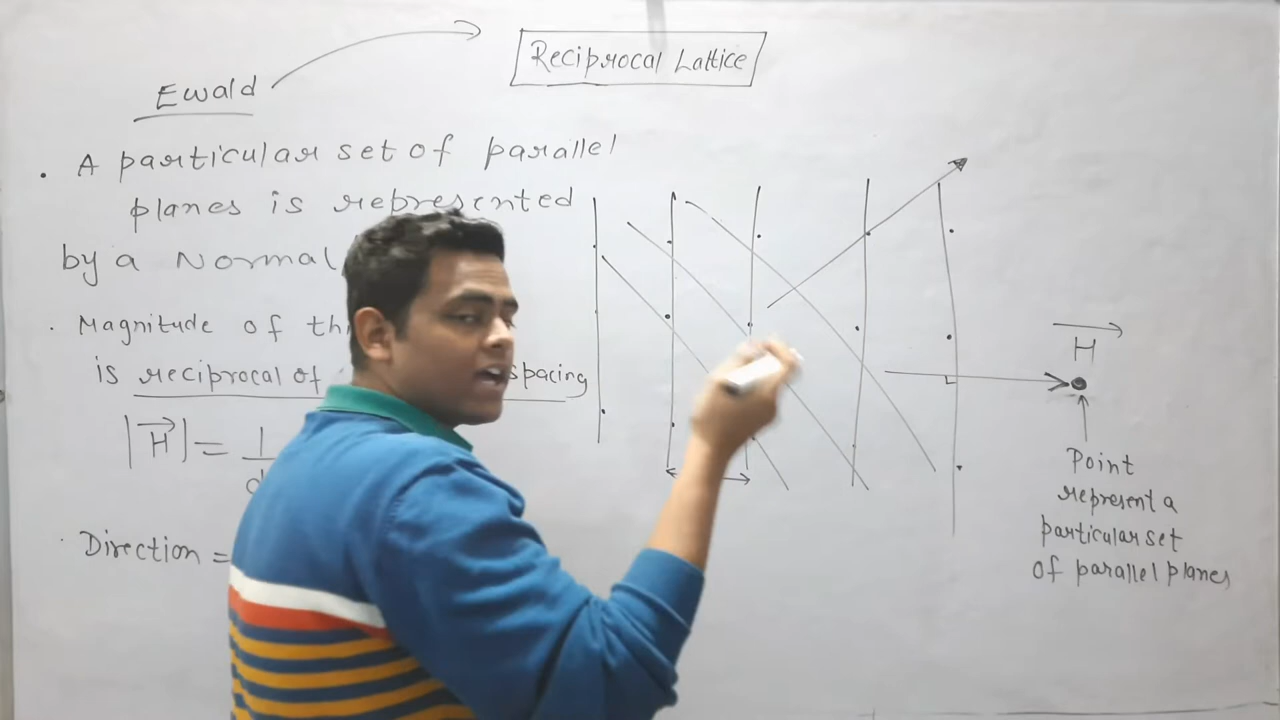 Reciprocal Lattice
Ewald
. A particular set of parallel
planes is represented
by a Normal
. Magnitude of
is reciprocal of spacing
|H| = 1
. Direction =
H
Point
represent a
particular set
of parallel planes